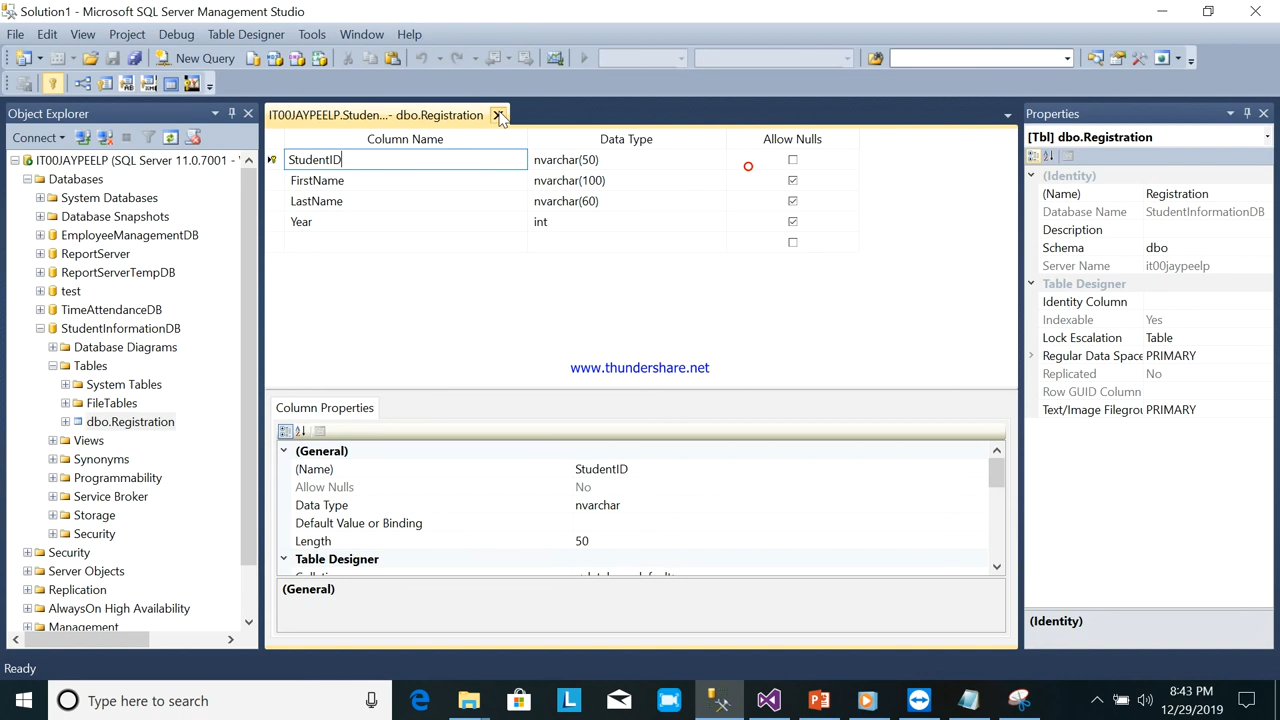 Solution1 - Microsoft SQL Server Management Studio
File Edit View Project Debug Table Designer Tools Window Help
New Query
Object Explorer
Connect
IT00JAYPEELP (SQL Server 11.0.7001 -
Databases
System Databases
Database Snapshots
EmployeeManagementDB
ReportServer
ReportServerTempDB
test
TimeAttendanceDB
StudentInformationDB
Database Diagrams
Tables
System Tables
FileTables
dbo.Registration
Views
Synonyms
Programmability
Service Broker
Storage
Security
Security
Server Objects
Replication
AlwaysOn High Availability
Management
IT00JAYPEELP.Studen...- dbo.Registration
Column Name Data Type Allow Nulls
StudentID nvarchar(50)
FirstName nvarchar(100)
LastName nvarchar(60)
Year int
www.thundershare.net
Column Properties
(General)
(Name) StudentID
Allow Nulls No
Data Type nvarchar
Default Value or Binding
Length 50
Table Designer
(General)
Properties
[Tbl] dbo.Registration
(Identity)
(Name) Registration
Database Name StudentInformationDB
Description
Schema dbo
Server Name it00jaypeelp
Table Designer
Identity Column
Indexable Yes
Lock Escalation Table
Regular Data Space PRIMARY
Replicated No
Row GUID Column
Text/Image Filegrou PRIMARY
(Identity)
Ready
Type here to search
8:43 PM
12/29/2019